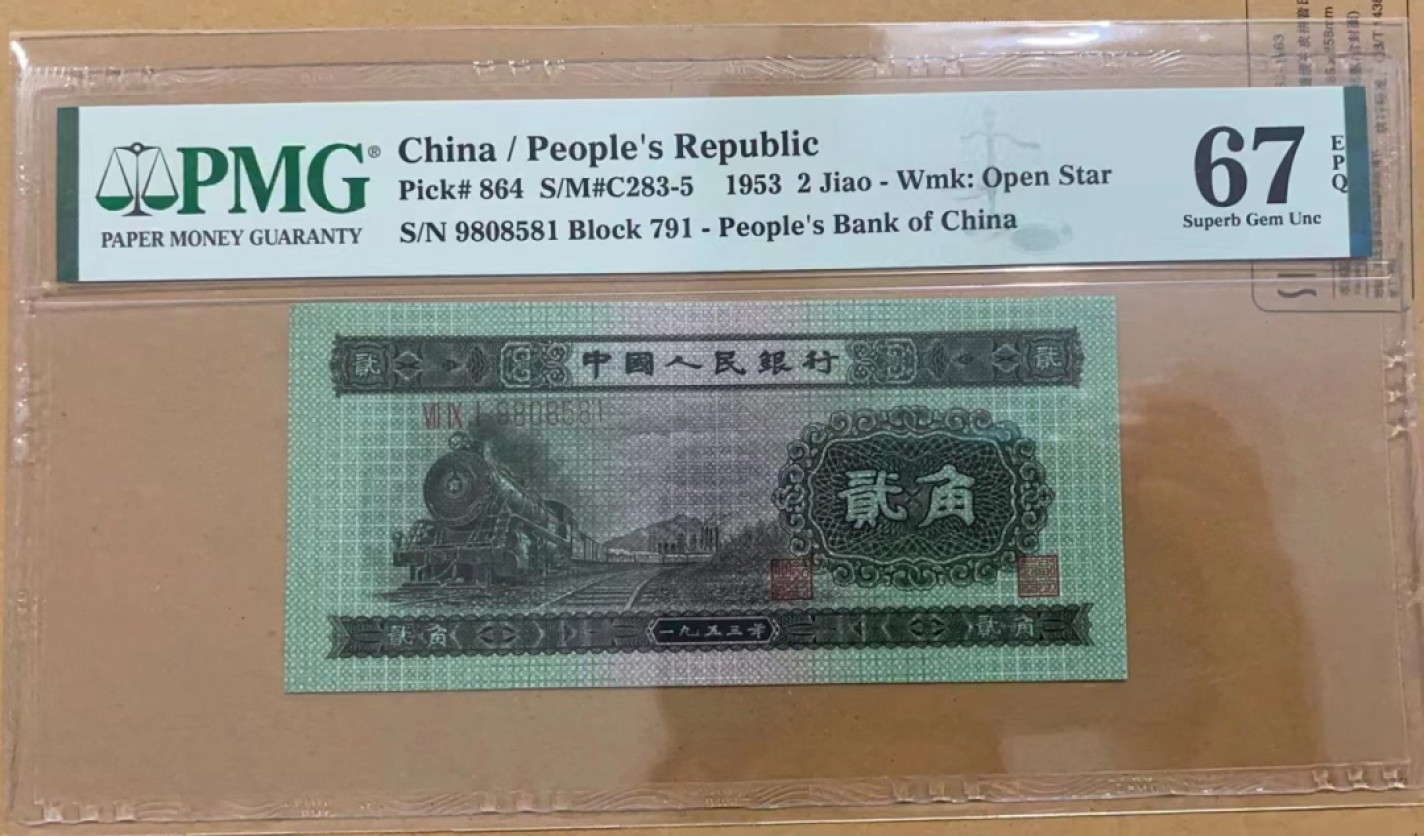 PMG®
PAPER MONEY GUARANTY
China / People's Republic
Pick# 864 S/M#C283-5 1953 2 Jiao - Wmk: Open Star
S/N 9808581 Block 791 - People's Bank of China
67
EPQ
Superb Gem Unc
貳 中國人民銀行 貳
9808581
貳角
貳角 一九五三年 貳角